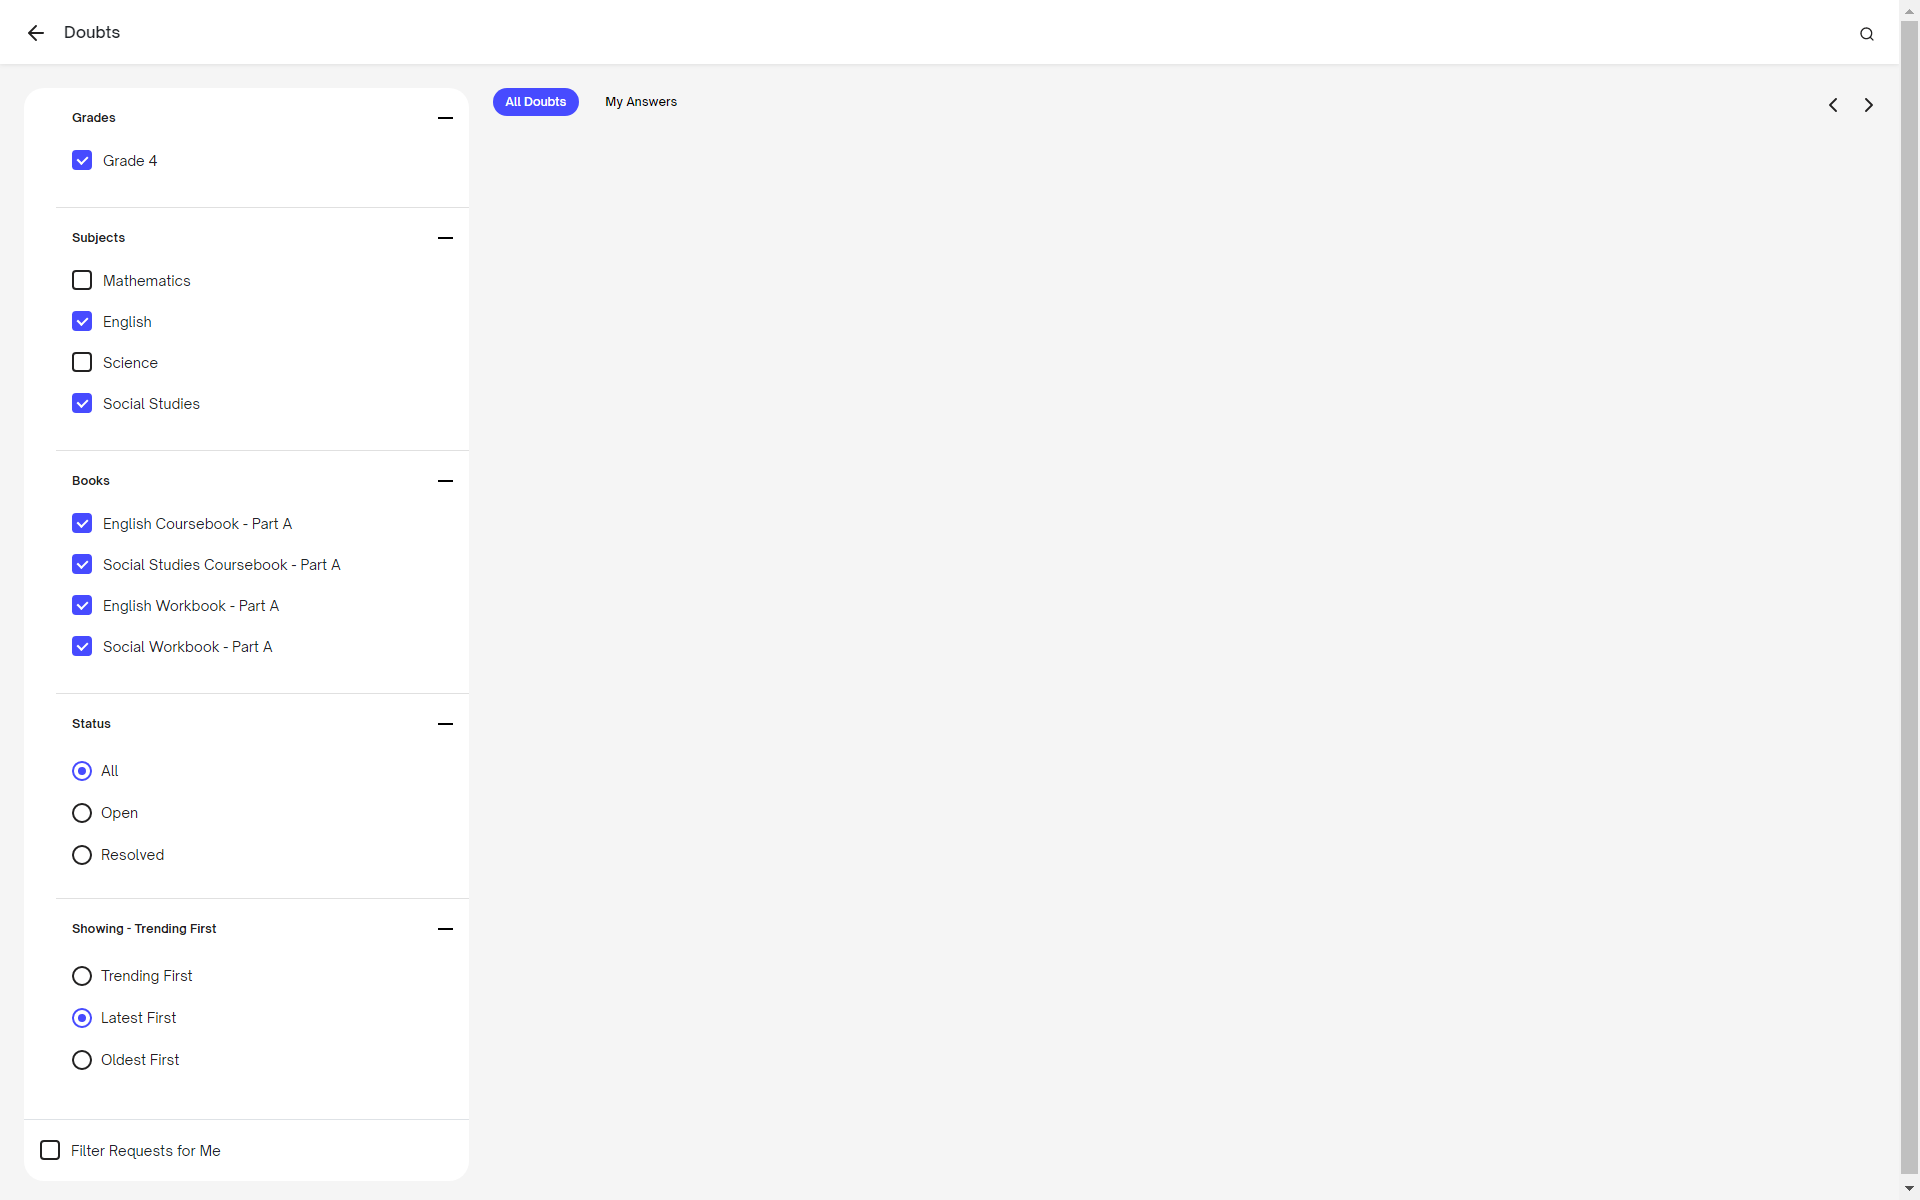 Doubts
Grades
Grade 4
Subjects
Mathematics
English
Science
Social Studies
Books
English Coursebook - Part A
Social Studies Coursebook - Part A
English Workbook - Part A
Social Workbook - Part A
Status
All
Open
Resolved
Showing - Trending First
Trending First
Latest First
Oldest First
Filter Requests for Me
All Doubts
My Answers